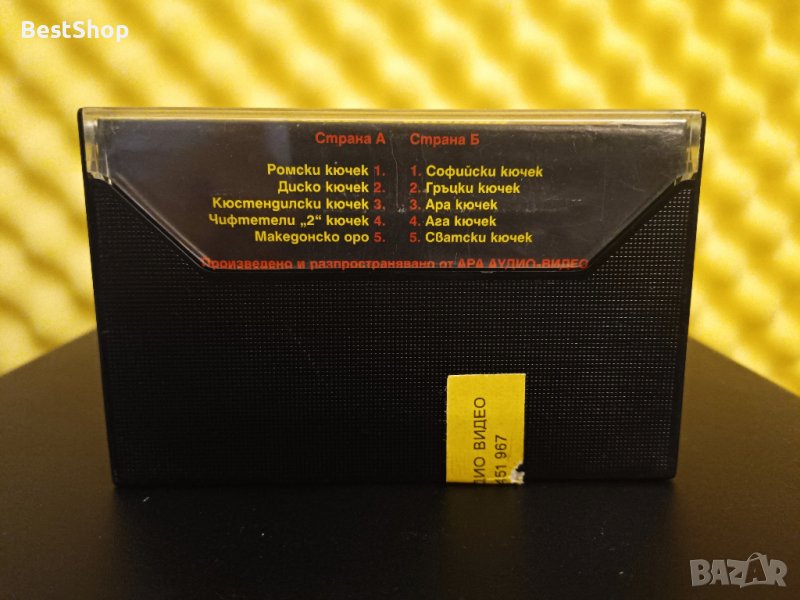 BestShop
Страна А Страна Б
Ромски кючек 1. 1. Софийски кючек
Диско кючек 2. 2. Гръцки кючек
Кюстендилски кючек 3. 3. Ара кючек
Чифтетели „2“ кючек 4. 4. Ага кючек
Македонско оро 5. 5. Сватски кючек
Произведено и разпространявано от АРА АУДИО-ВИДЕО
ДИО ВИДЕО
451 967
BAZAR